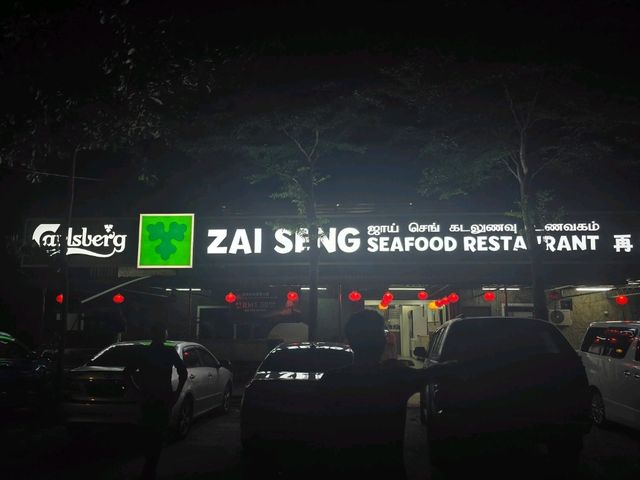 Carlsberg
ZAI SENG
ஜாய் செங் கடலுணவு உணவகம்
SEAFOOD RESTAURANT
再